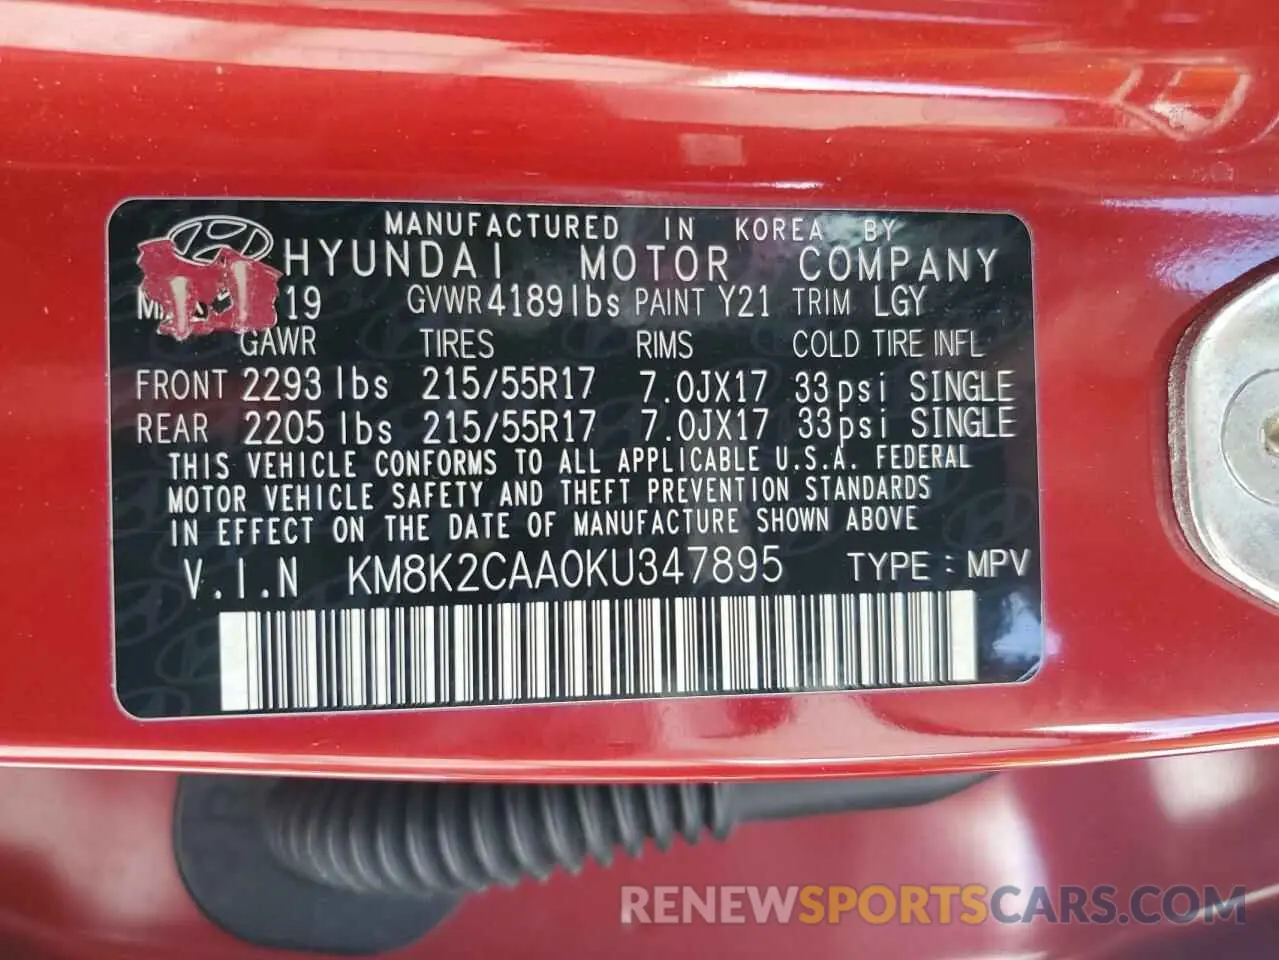 MANUFACTURED IN KOREA BY
HYUNDAI MOTOR COMPANY
19 GVWR 4189lbs PAINT Y21 TRIM LGY
GAWR TIRES RIMS COLD TIRE INFL
FRONT 2293 lbs 215/55R17 7.0JX17 33psi SINGLE
REAR 2205 lbs 215/55R17 7.0JX17 33psi SINGLE
THIS VEHICLE CONFORMS TO ALL APPLICABLE U.S.A. FEDERAL
MOTOR VEHICLE SAFETY AND THEFT PREVENTION STANDARDS
IN EFFECT ON THE DATE OF MANUFACTURE SHOWN ABOVE
V.I.N KM8K2CAA0KU347895 TYPE : MPV
RENEWSPORTSCARS.COM